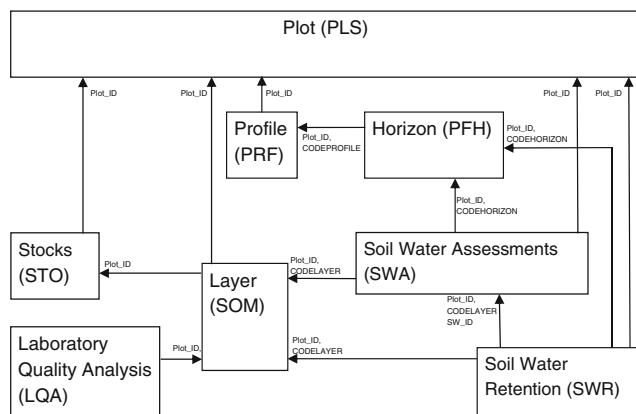 Plot (PLS)
Plot_ID
Plot_ID
Plot_ID
Plot_ID
Plot_ID
Profile
(PRF)
Plot_ID,
CODEPROFILE
Horizon (PFH)
Plot_ID,
CODEHORIZON
Plot_ID,
CODEHORIZON
Stocks
(STO)
Plot_ID
Layer
(SOM)
Plot_ID,
CODELAYER
Soil Water Assessments
(SWA)
Plot_ID,
CODELAYER
SW_ID
Laboratory
Quality Analysis
(LQA)
Plot_ID,
Plot_ID,
CODELAYER
Soil Water
Retention (SWR)